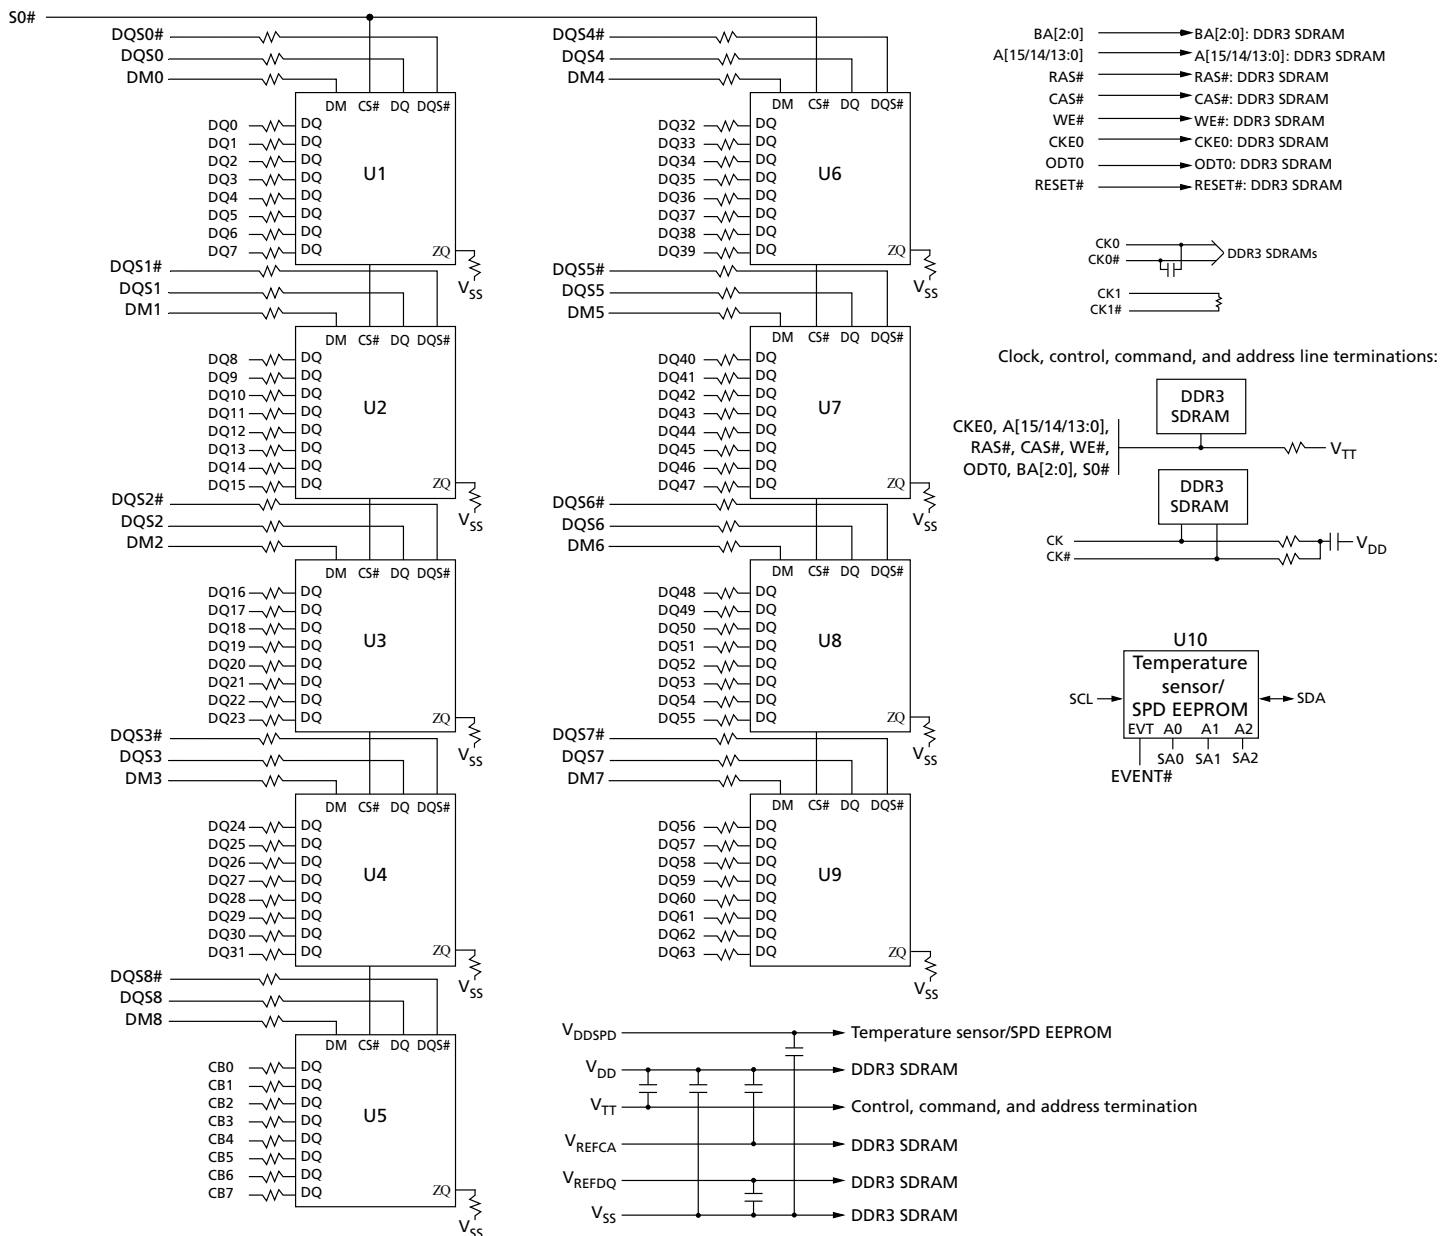 S0#
DQS0#
DQS0
DM0
DM CS# DQ DQS#
DQ0 DQ
DQ1 DQ
DQ2 DQ
DQ3 DQ
DQ4 DQ
DQ5 DQ
DQ6 DQ
DQ7 DQ
U1
ZQ
VSS
DQS1#
DQS1
DM1
DM CS# DQ DQS#
DQ8 DQ
DQ9 DQ
DQ10 DQ
DQ11 DQ
DQ12 DQ
DQ13 DQ
DQ14 DQ
DQ15 DQ
U2
ZQ
VSS
DQS2#
DQS2
DM2
DM CS# DQ DQS#
DQ16 DQ
DQ17 DQ
DQ18 DQ
DQ19 DQ
DQ20 DQ
DQ21 DQ
DQ22 DQ
DQ23 DQ
U3
ZQ
VSS
DQS3#
DQS3
DM3
DM CS# DQ DQS#
DQ24 DQ
DQ25 DQ
DQ26 DQ
DQ27 DQ
DQ28 DQ
DQ29 DQ
DQ30 DQ
DQ31 DQ
U4
ZQ
VSS
DQS8#
DQS8
DM8
DM CS# DQ DQS#
CB0 DQ
CB1 DQ
CB2 DQ
CB3 DQ
CB4 DQ
CB5 DQ
CB6 DQ
CB7 DQ
U5
ZQ
VSS
DQS4#
DQS4
DM4
DM CS# DQ DQS#
DQ32 DQ
DQ33 DQ
DQ34 DQ
DQ35 DQ
DQ36 DQ
DQ37 DQ
DQ38 DQ
DQ39 DQ
U6
ZQ
VSS
DQS5#
DQS5
DM5
DM CS# DQ DQS#
DQ40 DQ
DQ41 DQ
DQ42 DQ
DQ43 DQ
DQ44 DQ
DQ45 DQ
DQ46 DQ
DQ47 DQ
U7
ZQ
VSS
DQS6#
DQS6
DM6
DM CS# DQ DQS#
DQ48 DQ
DQ49 DQ
DQ50 DQ
DQ51 DQ
DQ52 DQ
DQ53 DQ
DQ54 DQ
DQ55 DQ
U8
ZQ
VSS
DQS7#
DQS7
DM7
DM CS# DQ DQS#
DQ56 DQ
DQ57 DQ
DQ58 DQ
DQ59 DQ
DQ60 DQ
DQ61 DQ
DQ62 DQ
DQ63 DQ
U9
ZQ
VSS
VDDSPD Temperature sensor/SPD EEPROM
VDD DDR3 SDRAM
VTT Control, command, and address termination
VREFCA DDR3 SDRAM
VREFDQ DDR3 SDRAM
VSS DDR3 SDRAM
BA[2:0] BA[2:0]: DDR3 SDRAM
A[15/14/13:0] A[15/14/13:0]: DDR3 SDRAM
RAS# RAS#: DDR3 SDRAM
CAS# CAS#: DDR3 SDRAM
WE# WE#: DDR3 SDRAM
CKE0 CKE0: DDR3 SDRAM
ODT0 ODT0: DDR3 SDRAM
RESET# RESET#: DDR3 SDRAM
CK0
CK0#
DDR3 SDRAMs
CK1
CK1#
Clock, control, command, and address line terminations:
DDR3
SDRAM
CKE0, A[15/14/13:0],
RAS#, CAS#, WE#,
ODT0, BA[2:0], S0#
VTT
DDR3
SDRAM
CK
CK#
VDD
U10
Temperature
sensor/
SPD EEPROM
SCL
SDA
EVT A0 A1 A2
SA0 SA1 SA2
EVENT#